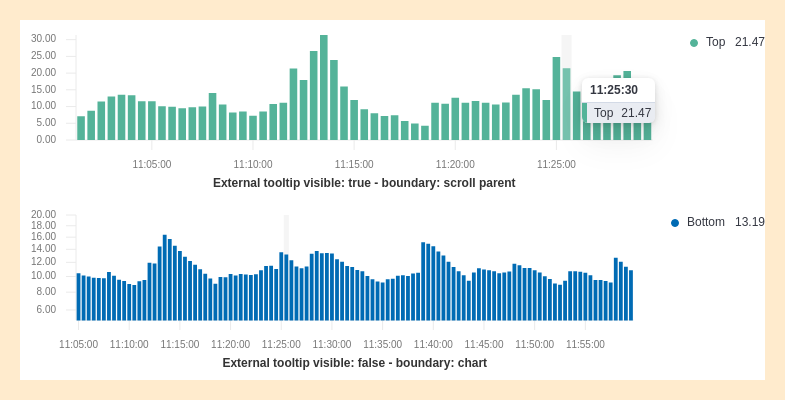 30.00
25.00
20.00
15.00
10.00
5.00
0.00
11:05:00 11:10:00 11:15:00 11:20:00 11:25:00
External tooltip visible: true - boundary: scroll parent
Top 21.47
11:25:30
Top 21.47
20.00
18.00
16.00
14.00
12.00
10.00
8.00
6.00
11:05:00 11:10:00 11:15:00 11:20:00 11:25:00 11:30:00 11:35:00 11:40:00 11:45:00 11:50:00 11:55:00
External tooltip visible: false - boundary: chart
Bottom 13.19